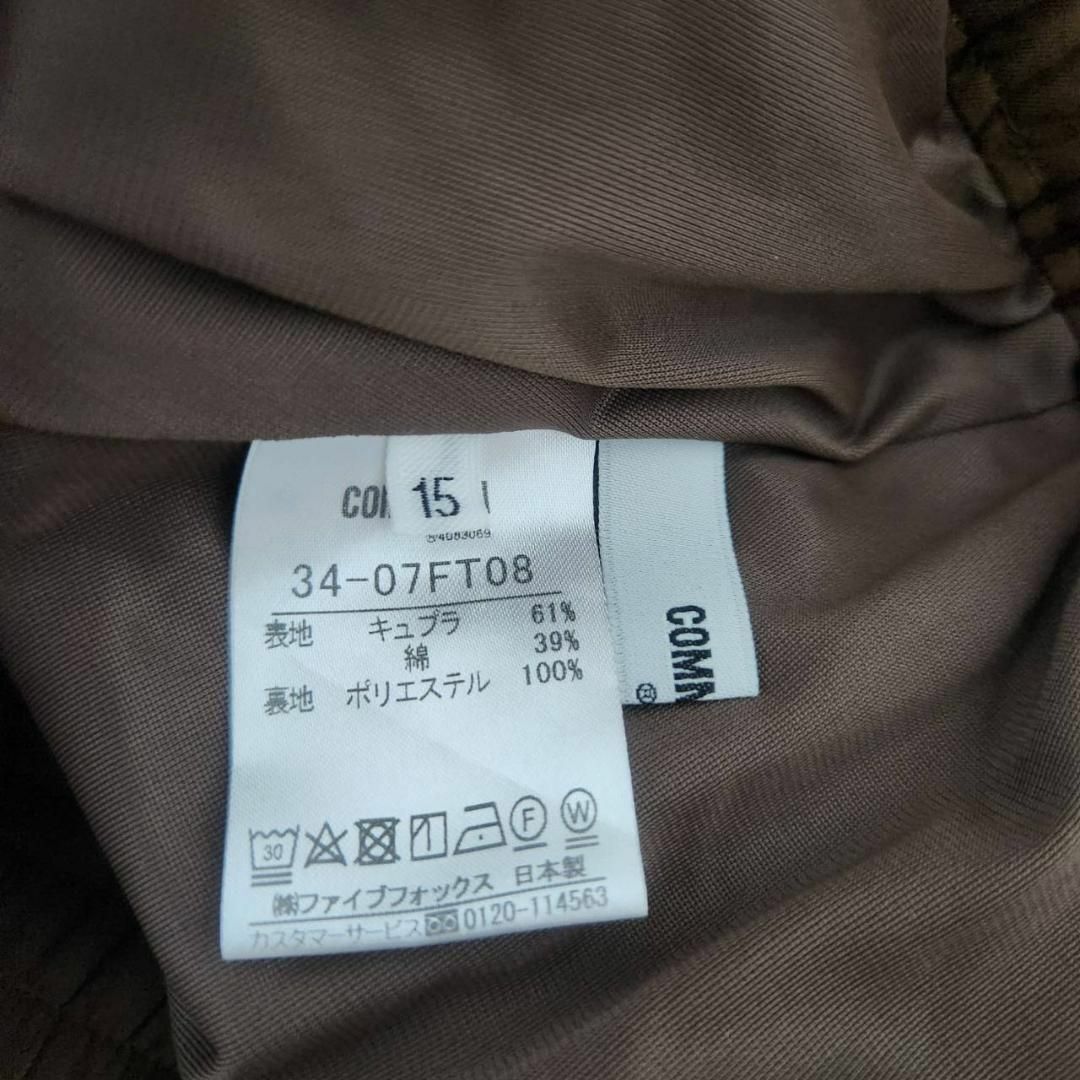 15
34-07FT08
表地 キュプラ 61%
綿 39%
裏地 ポリエステル 100%
30 F W
㈱ファイブフォックス 日本製
カスタマーサービス 0120-114563
®